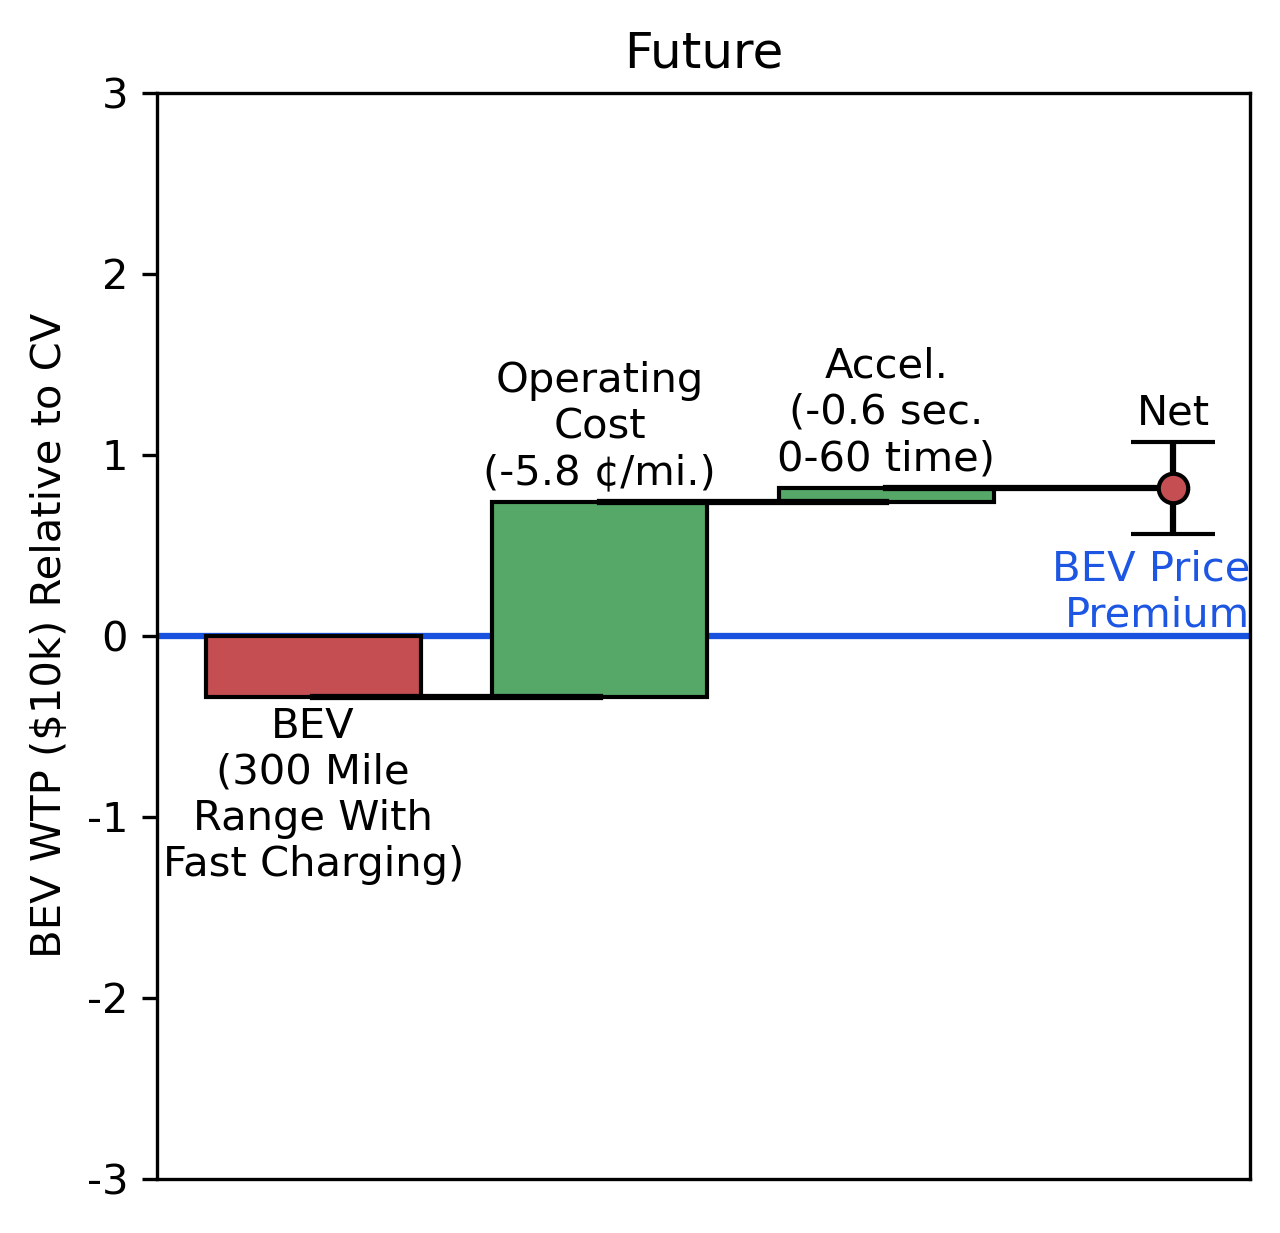 Future
BEV WTP ($10k) Relative to CV
3
2
1
0
-1
-2
-3
Operating
Cost
(-5.8 ¢/mi.)
Accel.
(-0.6 sec.
0-60 time)
Net
BEV Price
Premium
BEV
(300 Mile
Range With
Fast Charging)